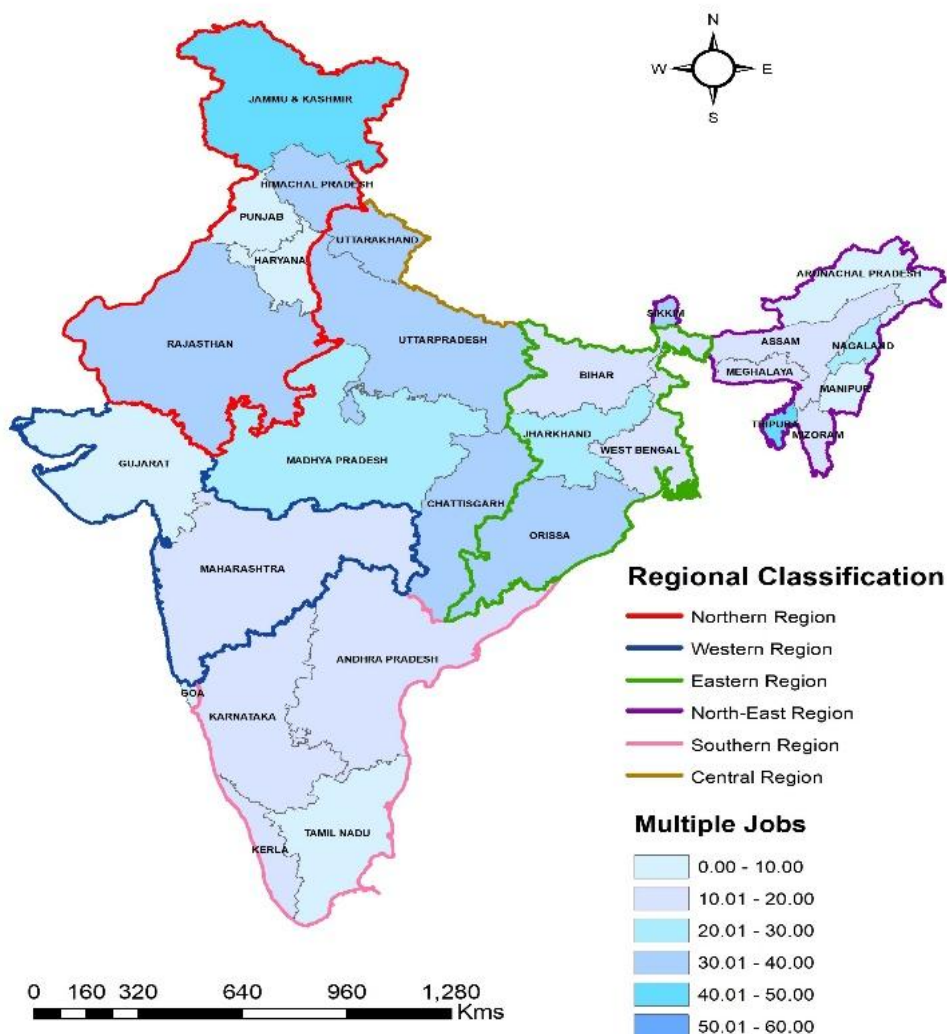 N
W E
S
JAMMU & KASHMIR
HIMACHAL PRADESH
PUNJAB
UTTARAKHAND
HARYANA
ARUNACHAL PRADESH
SIKKIM
RAJASTHAN
UTTARPRADESH
ASSAM
NAGALAND
BIHAR
MEGHALAYA
MANIPUR
TRIPURA
MIZORAM
JHARKHAND
WEST BENGAL
GUJARAT
MADHYA PRADESH
CHATTISGARH
ORISSA
MAHARASHTRA
ANDHRA PRADESH
GOA
KARNATAKA
TAMIL NADU
KERLA
Regional Classification
Northern Region
Western Region
Eastern Region
North-East Region
Southern Region
Central Region
Multiple Jobs
0.00 - 10.00
10.01 - 20.00
20.01 - 30.00
30.01 - 40.00
40.01 - 50.00
50.01 - 60.00
0 160 320 640 960 1,280
Kms